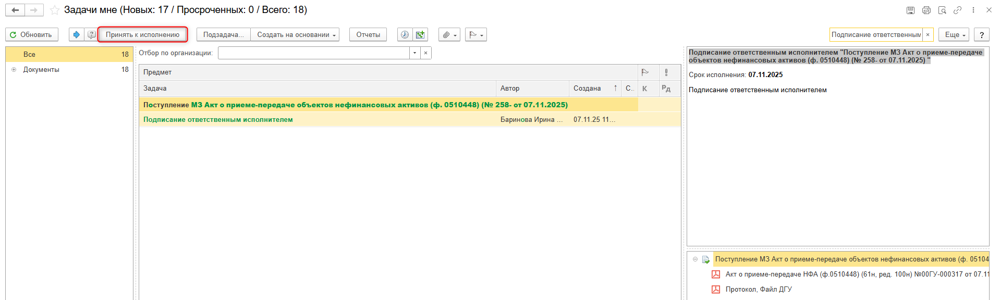 Задачи мне (Новых: 17 / Просроченных: 0 / Всего: 18)
Обновить Принять к исполнению Подзадача... Создать на основании Отчеты Подписание ответственным Еще ?
Все 18
Документы 18
Отбор по организации:
Предмет
Задача Автор Создана ↑ С.. К Рд
Поступление МЗ Акт о приеме-передаче объектов нефинансовых активов (ф. 0510448) (№ 258- от 07.11.2025)
Подписание ответственным исполнителем Баринова Ирина ... 07.11.25 11...
Подписание ответственным исполнителем "Поступление МЗ Акт о приеме-передаче
объектов нефинансовых активов (ф. 0510448) (№ 258- от 07.11.2025) "
Срок исполнения: 07.11.2025
Подписание ответственным исполнителем
Поступление МЗ Акт о приеме-передаче объектов нефинансовых активов (ф. 05104
Акт о приеме-передаче НФА (ф.0510448) (61н, ред. 100н) №00ГУ-000317 от 07.11
Протокол, Файл ДГУ